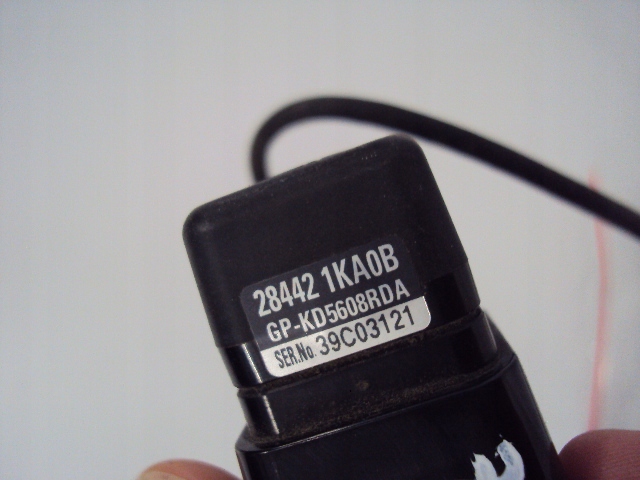 28442 1KA0B
GP-KD5608RDA
SER.No. 39C03121